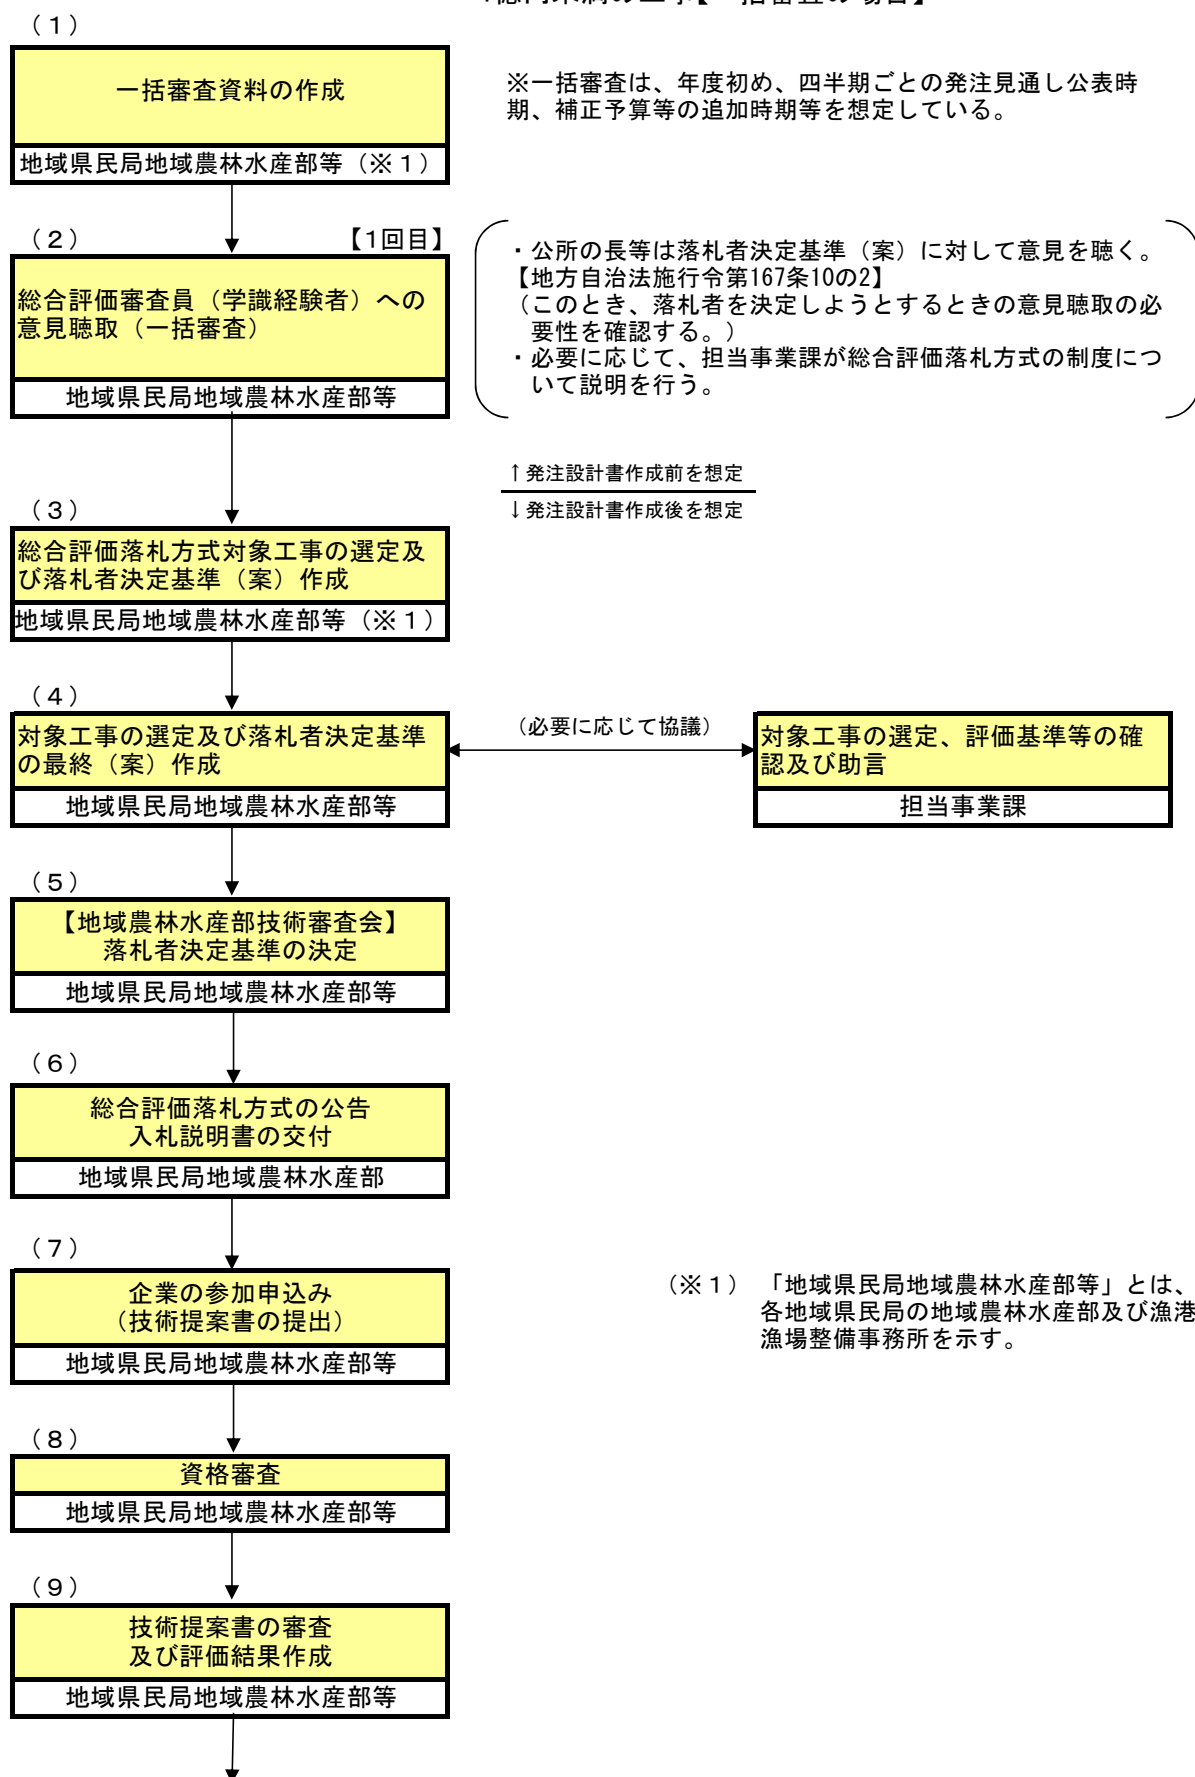 （１）
一括審査資料の作成
地域県民局地域農林水産部等（※１）
※一括審査は、年度初め、四半期ごとの発注見通し公表時
期、補正予算等の追加時期等を想定している。
（２）
【1回目】
総合評価審査員（学識経験者）への
意見聴取（一括審査）
地域県民局地域農林水産部等
・公所の長等は落札者決定基準（案）に対して意見を聴く。
【地方自治法施行令第167条10の2】
（このとき、落札者を決定しようとするときの意見聴取の必
要性を確認する。）
・必要に応じて、担当事業課が総合評価落札方式の制度につ
いて説明を行う。
↑発注設計書作成前を想定
↓発注設計書作成後を想定
（３）
総合評価落札方式対象工事の選定及
び落札者決定基準（案）作成
地域県民局地域農林水産部等（※１）
（４）
対象工事の選定及び落札者決定基準
の最終（案）作成
地域県民局地域農林水産部等
（必要に応じて協議）
対象工事の選定、評価基準等の確
認及び助言
担当事業課
（５）
【地域農林水産部技術審査会】
落札者決定基準の決定
地域県民局地域農林水産部等
（６）
総合評価落札方式の公告
入札説明書の交付
地域県民局地域農林水産部
（７）
企業の参加申込み
（技術提案書の提出）
地域県民局地域農林水産部等
（※１）　「地域県民局地域農林水産部等」とは、
各地域県民局の地域農林水産部及び漁港
漁場整備事務所を示す。
（８）
資格審査
地域県民局地域農林水産部等
（９）
技術提案書の審査
及び評価結果作成
地域県民局地域農林水産部等